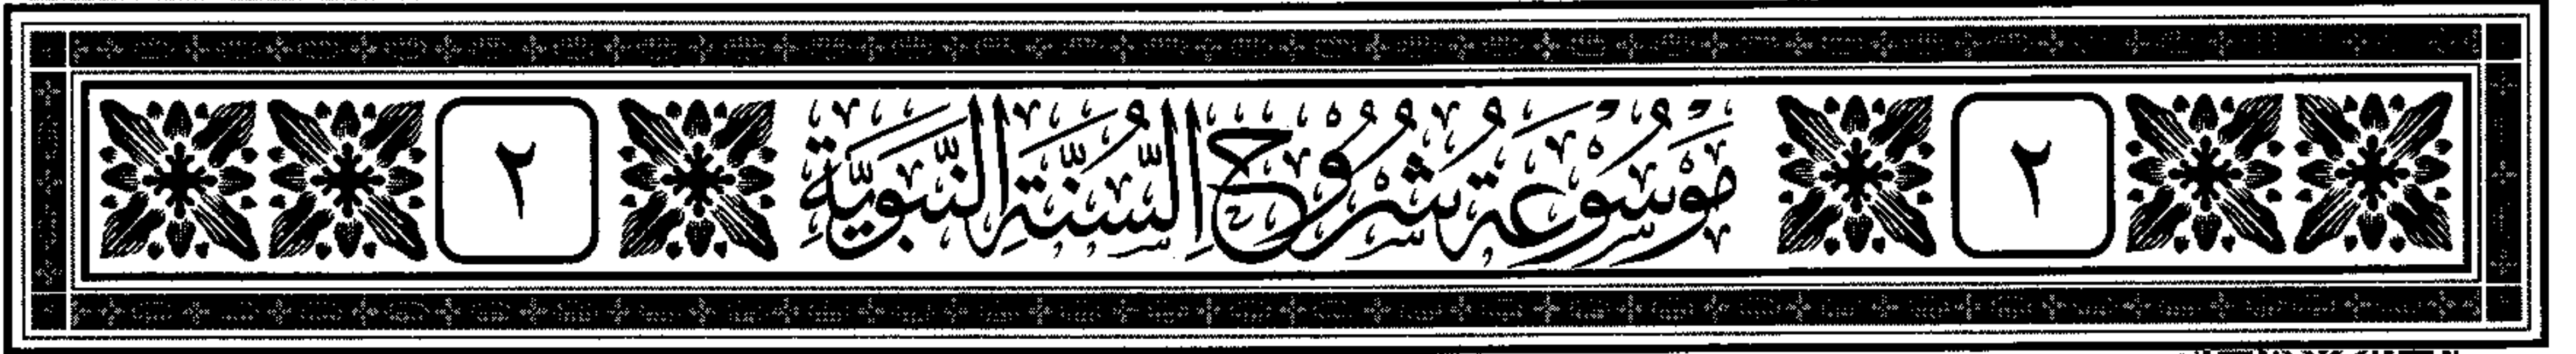 ٢ موسوعة شروح السنة النبوية ٢